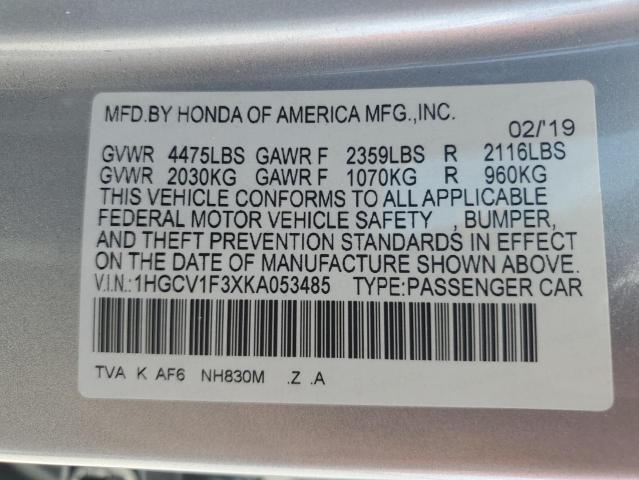 MFD.BY HONDA OF AMERICA MFG.,INC.
02/'19
GVWR 4475LBS GAWR F 2359LBS R 2116LBS
GVWR 2030KG GAWR F 1070KG R 960KG
THIS VEHICLE CONFORMS TO ALL APPLICABLE
FEDERAL MOTOR VEHICLE SAFETY , BUMPER,
AND THEFT PREVENTION STANDARDS IN EFFECT
ON THE DATE OF MANUFACTURE SHOWN ABOVE.
V.I.N.:1HGCV1F3XKA053485 TYPE:PASSENGER CAR
TVA K AF6 NH830M .Z .A